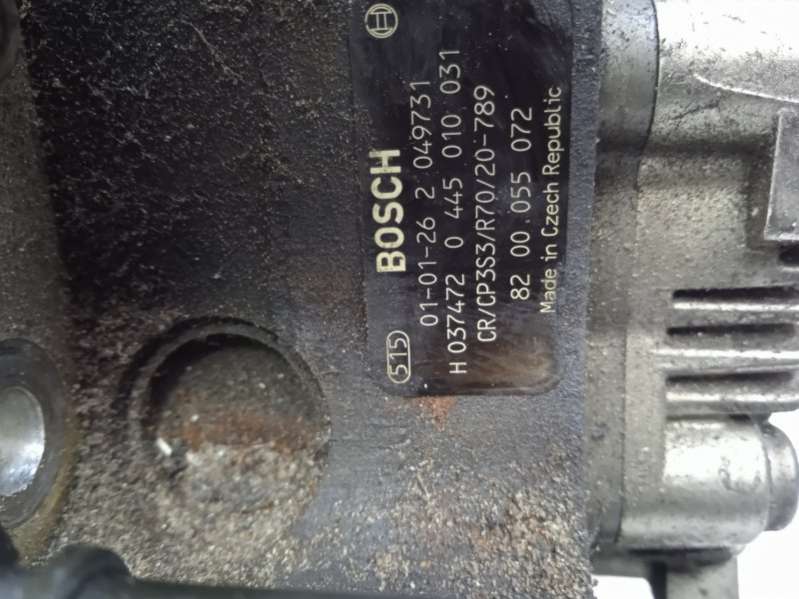 515 BOSCH
01-01-26 2 049731
H 037472 0 445 010 031
CR/CP3S3/R70/20-789
82 00 055 072
Made in Czech Republic